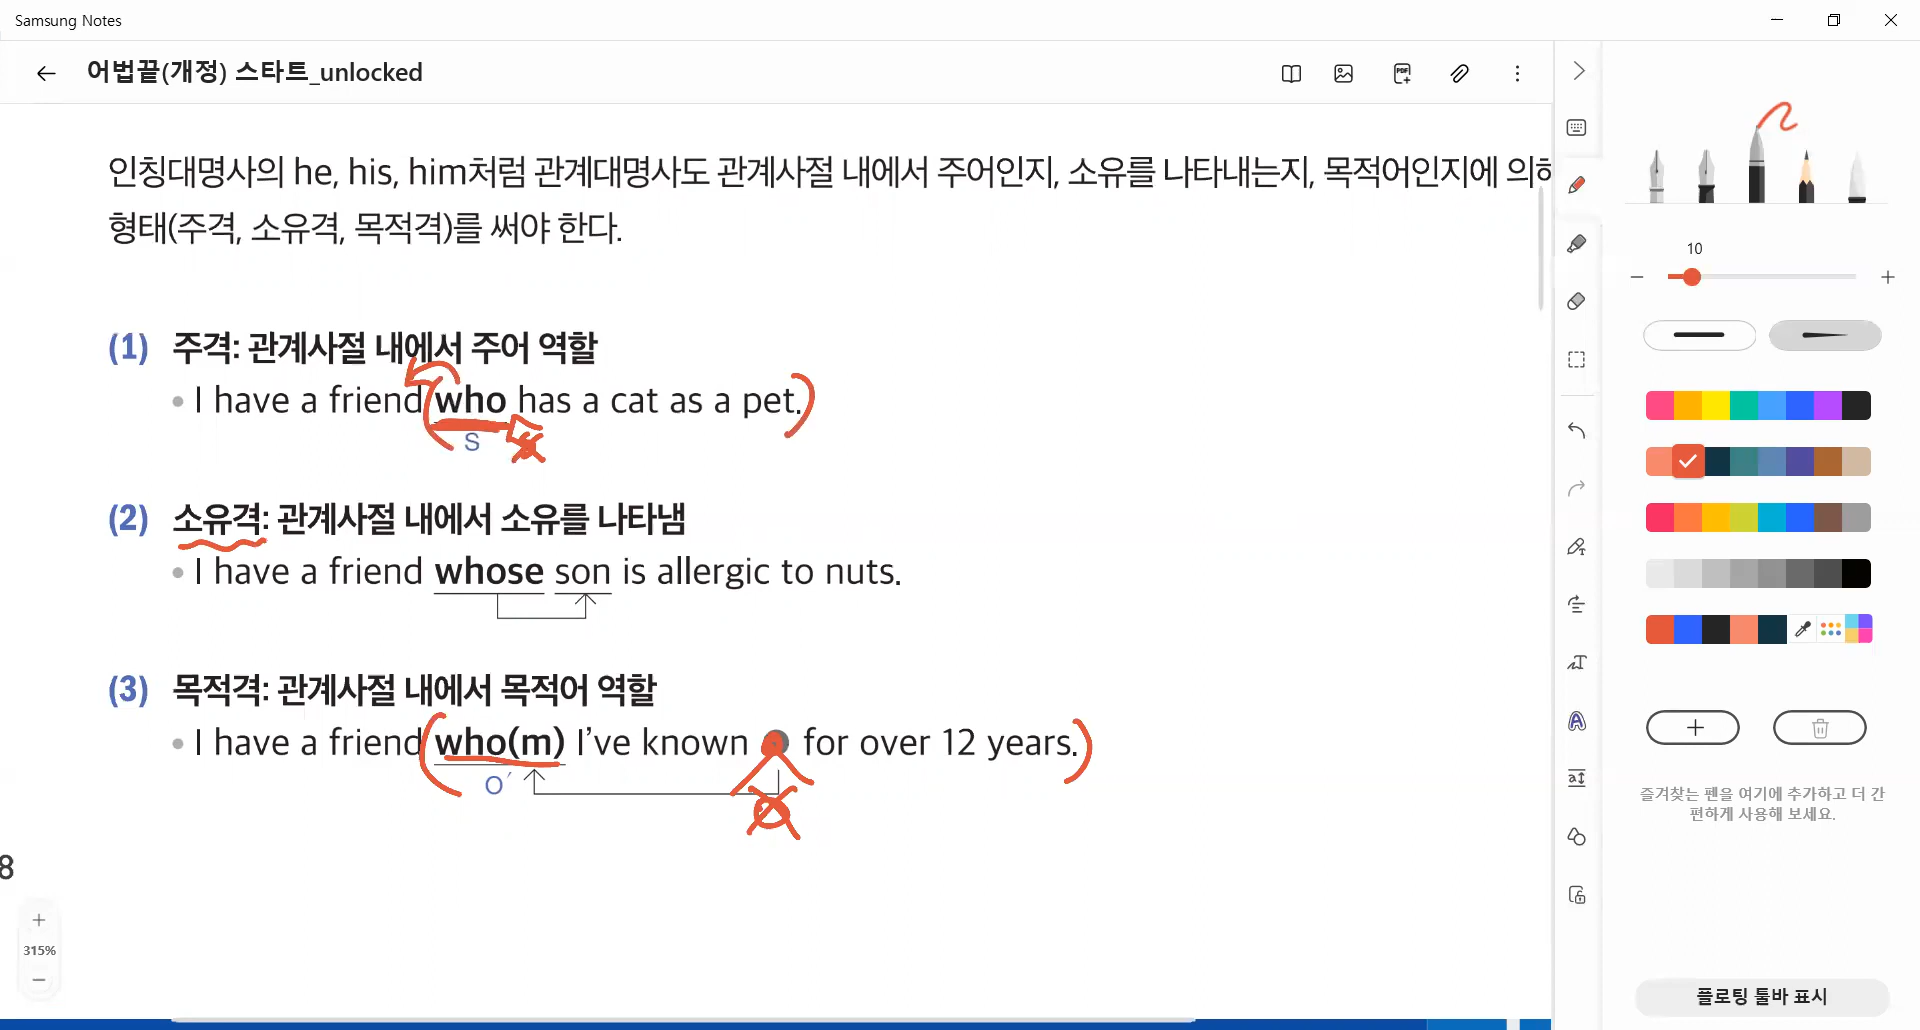 Samsung Notes
어법끝(개정) 스타트_unlocked
인칭대명사의 he, his, him처럼 관계대명사도 관계사절 내에서 주어인지, 소유를 나타내는지, 목적어인지에 의하
형태(주격, 소유격, 목적격)를 써야 한다.
(1) 주격: 관계사절 내에서 주어 역할
• I have a friend who has a cat as a pet.
S
(2) 소유격: 관계사절 내에서 소유를 나타냄
• I have a friend whose son is allergic to nuts.
(3) 목적격: 관계사절 내에서 목적어 역할
• I have a friend who(m) I've known for over 12 years.
O′
8
315%
10
즐겨찾는 펜을 여기에 추가하고 더 간
편하게 사용해 보세요.
플로팅 툴바 표시